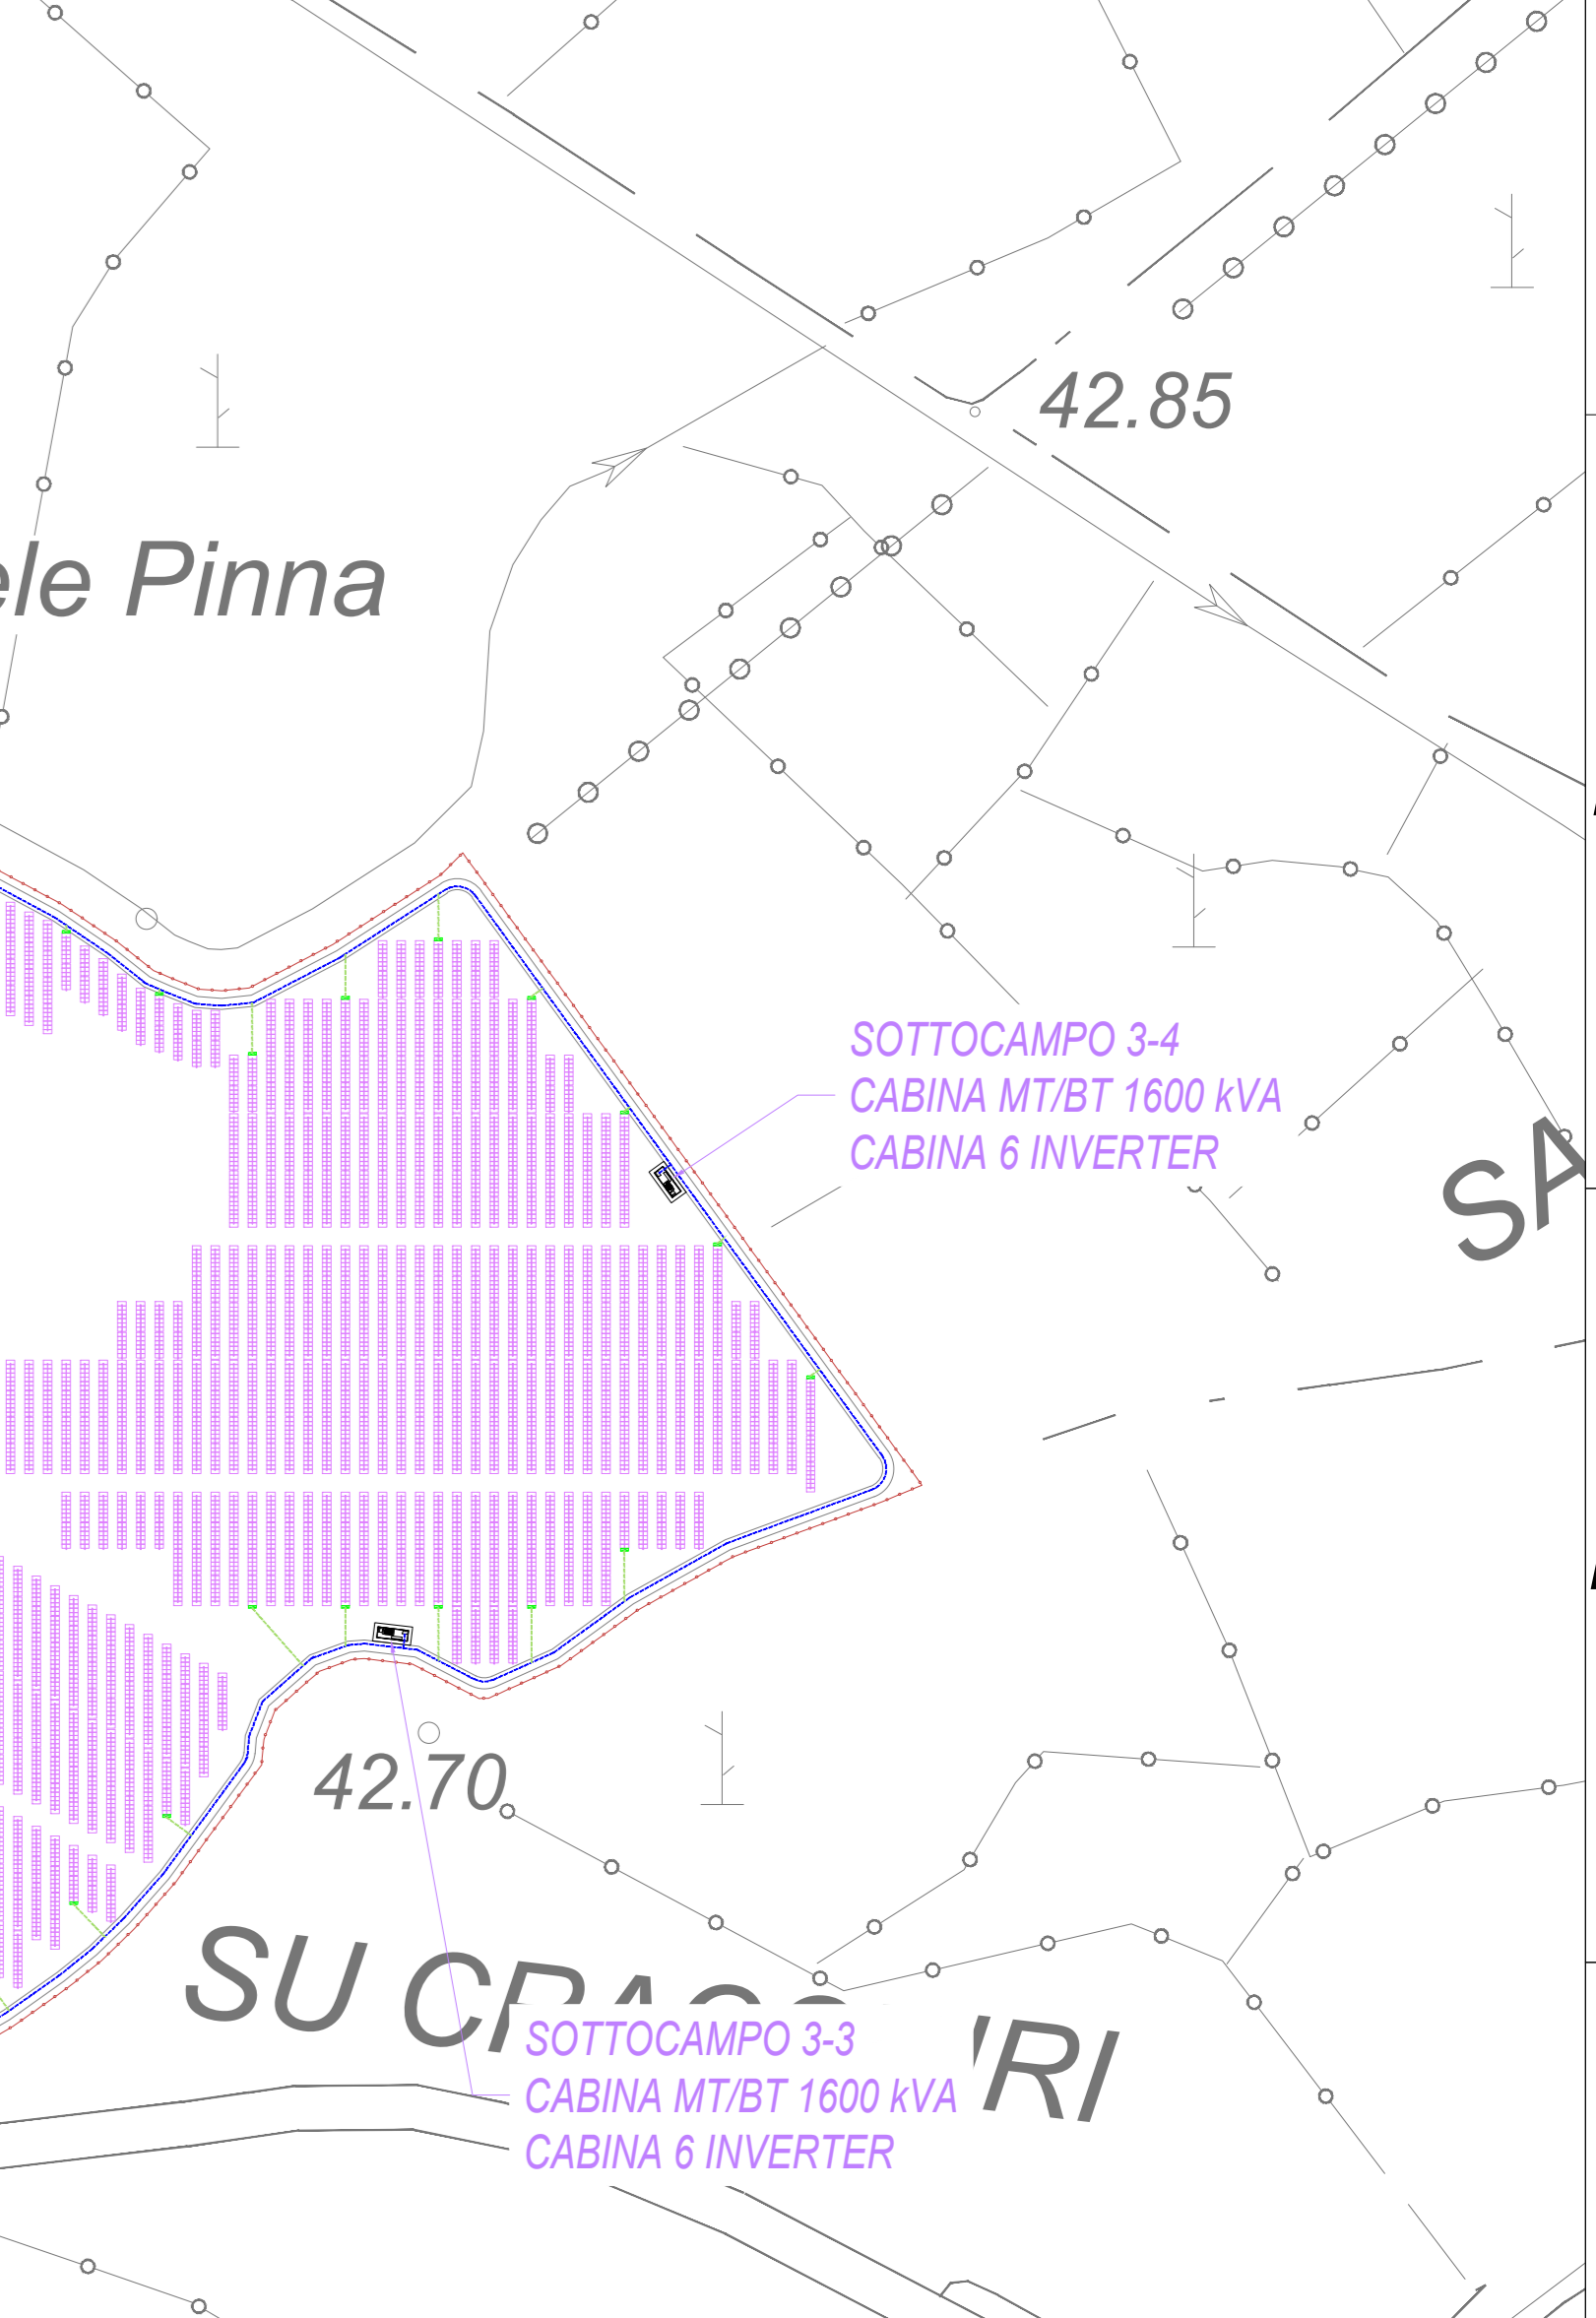 42.85
Pinna
SOTTOCAMPO 3-4
CABINA MT/BT 1600 kVA
CABINA 6 INVERTER
SA
42.70
SU
SOTTOCAMPO 3-3
CABINA MT/BT 1600 kVA
CABINA 6 INVERTER